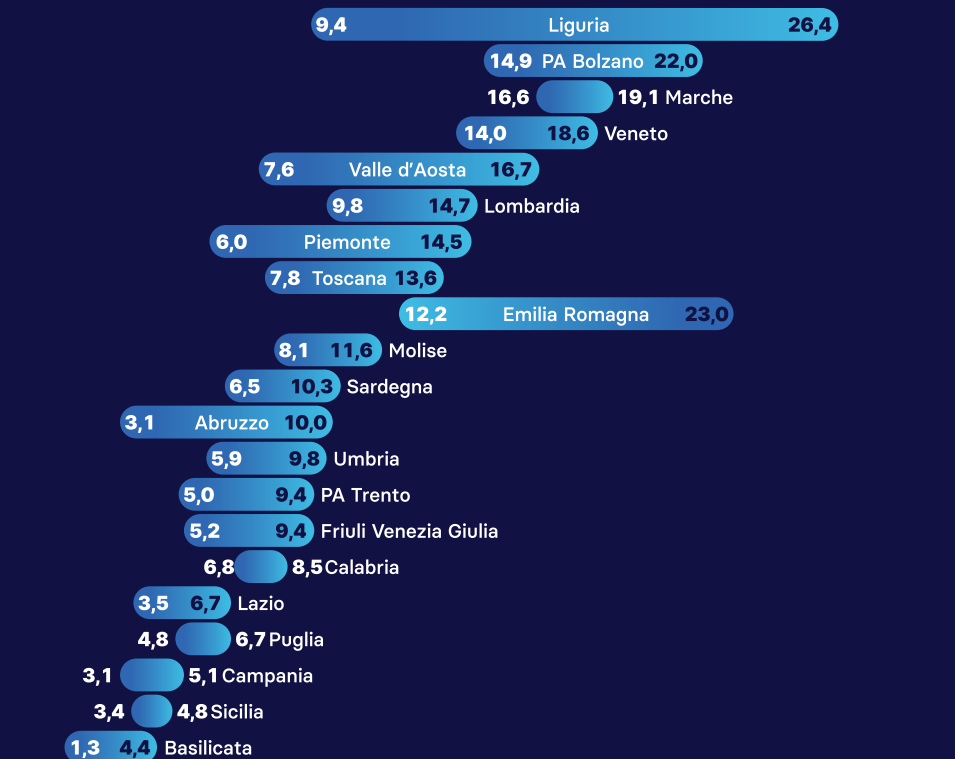 9,4 Liguria 26,4
14,9 PA Bolzano 22,0
16,6 19,1 Marche
14,0 18,6 Veneto
7,6 Valle d'Aosta 16,7
9,8 14,7 Lombardia
6,0 Piemonte 14,5
7,8 Toscana 13,6
12,2 Emilia Romagna 23,0
8,1 11,6 Molise
6,5 10,3 Sardegna
3,1 Abruzzo 10,0
5,9 9,8 Umbria
5,0 9,4 PA Trento
5,2 9,4 Friuli Venezia Giulia
6,8 8,5 Calabria
3,5 6,7 Lazio
4,8 6,7 Puglia
3,1 5,1 Campania
3,4 4,8 Sicilia
1,3 4,4 Basilicata